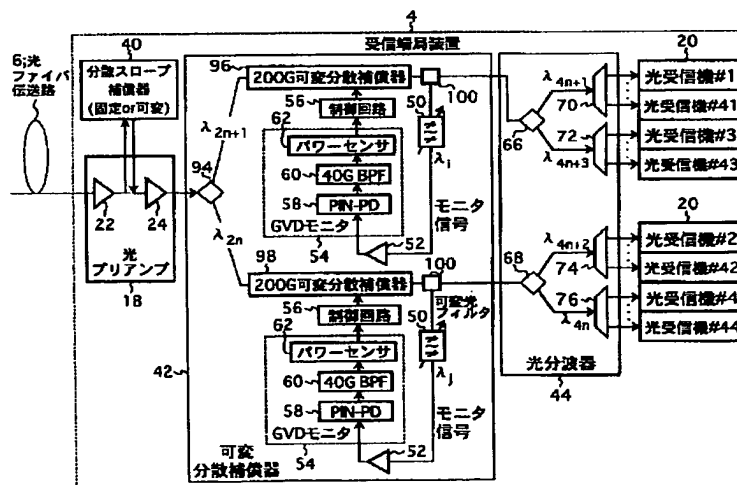 4
受信端局装置
6;光
ファイバ
伝送路
40
分散スロープ
補償器
(固定or可変)
22
24
光
プリアンプ
18
94
λ2n+1
λ2n
96
200G可変分散補償器
100
56
制御回路
50
λi
62
パワーセンサ
60
40G BPF
58
PIN-PD
GVDモニタ
54
52
モニタ
信号
98
200G可変分散補償器
100
56
制御回路
可変光
フィルタ
50
λj
62
パワーセンサ
60
40G BPF
58
PIN-PD
GVDモニタ
54
52
モニタ
信号
42
可変
分散補償器
66
λ4n+1
70
72
λ4n+3
68
λ4n+2
74
76
λ4n
光分波器
44
20
光受信機#1
光受信機#41
光受信機#3
光受信機#43
20
光受信機#2
光受信機#42
光受信機#4
光受信機#44